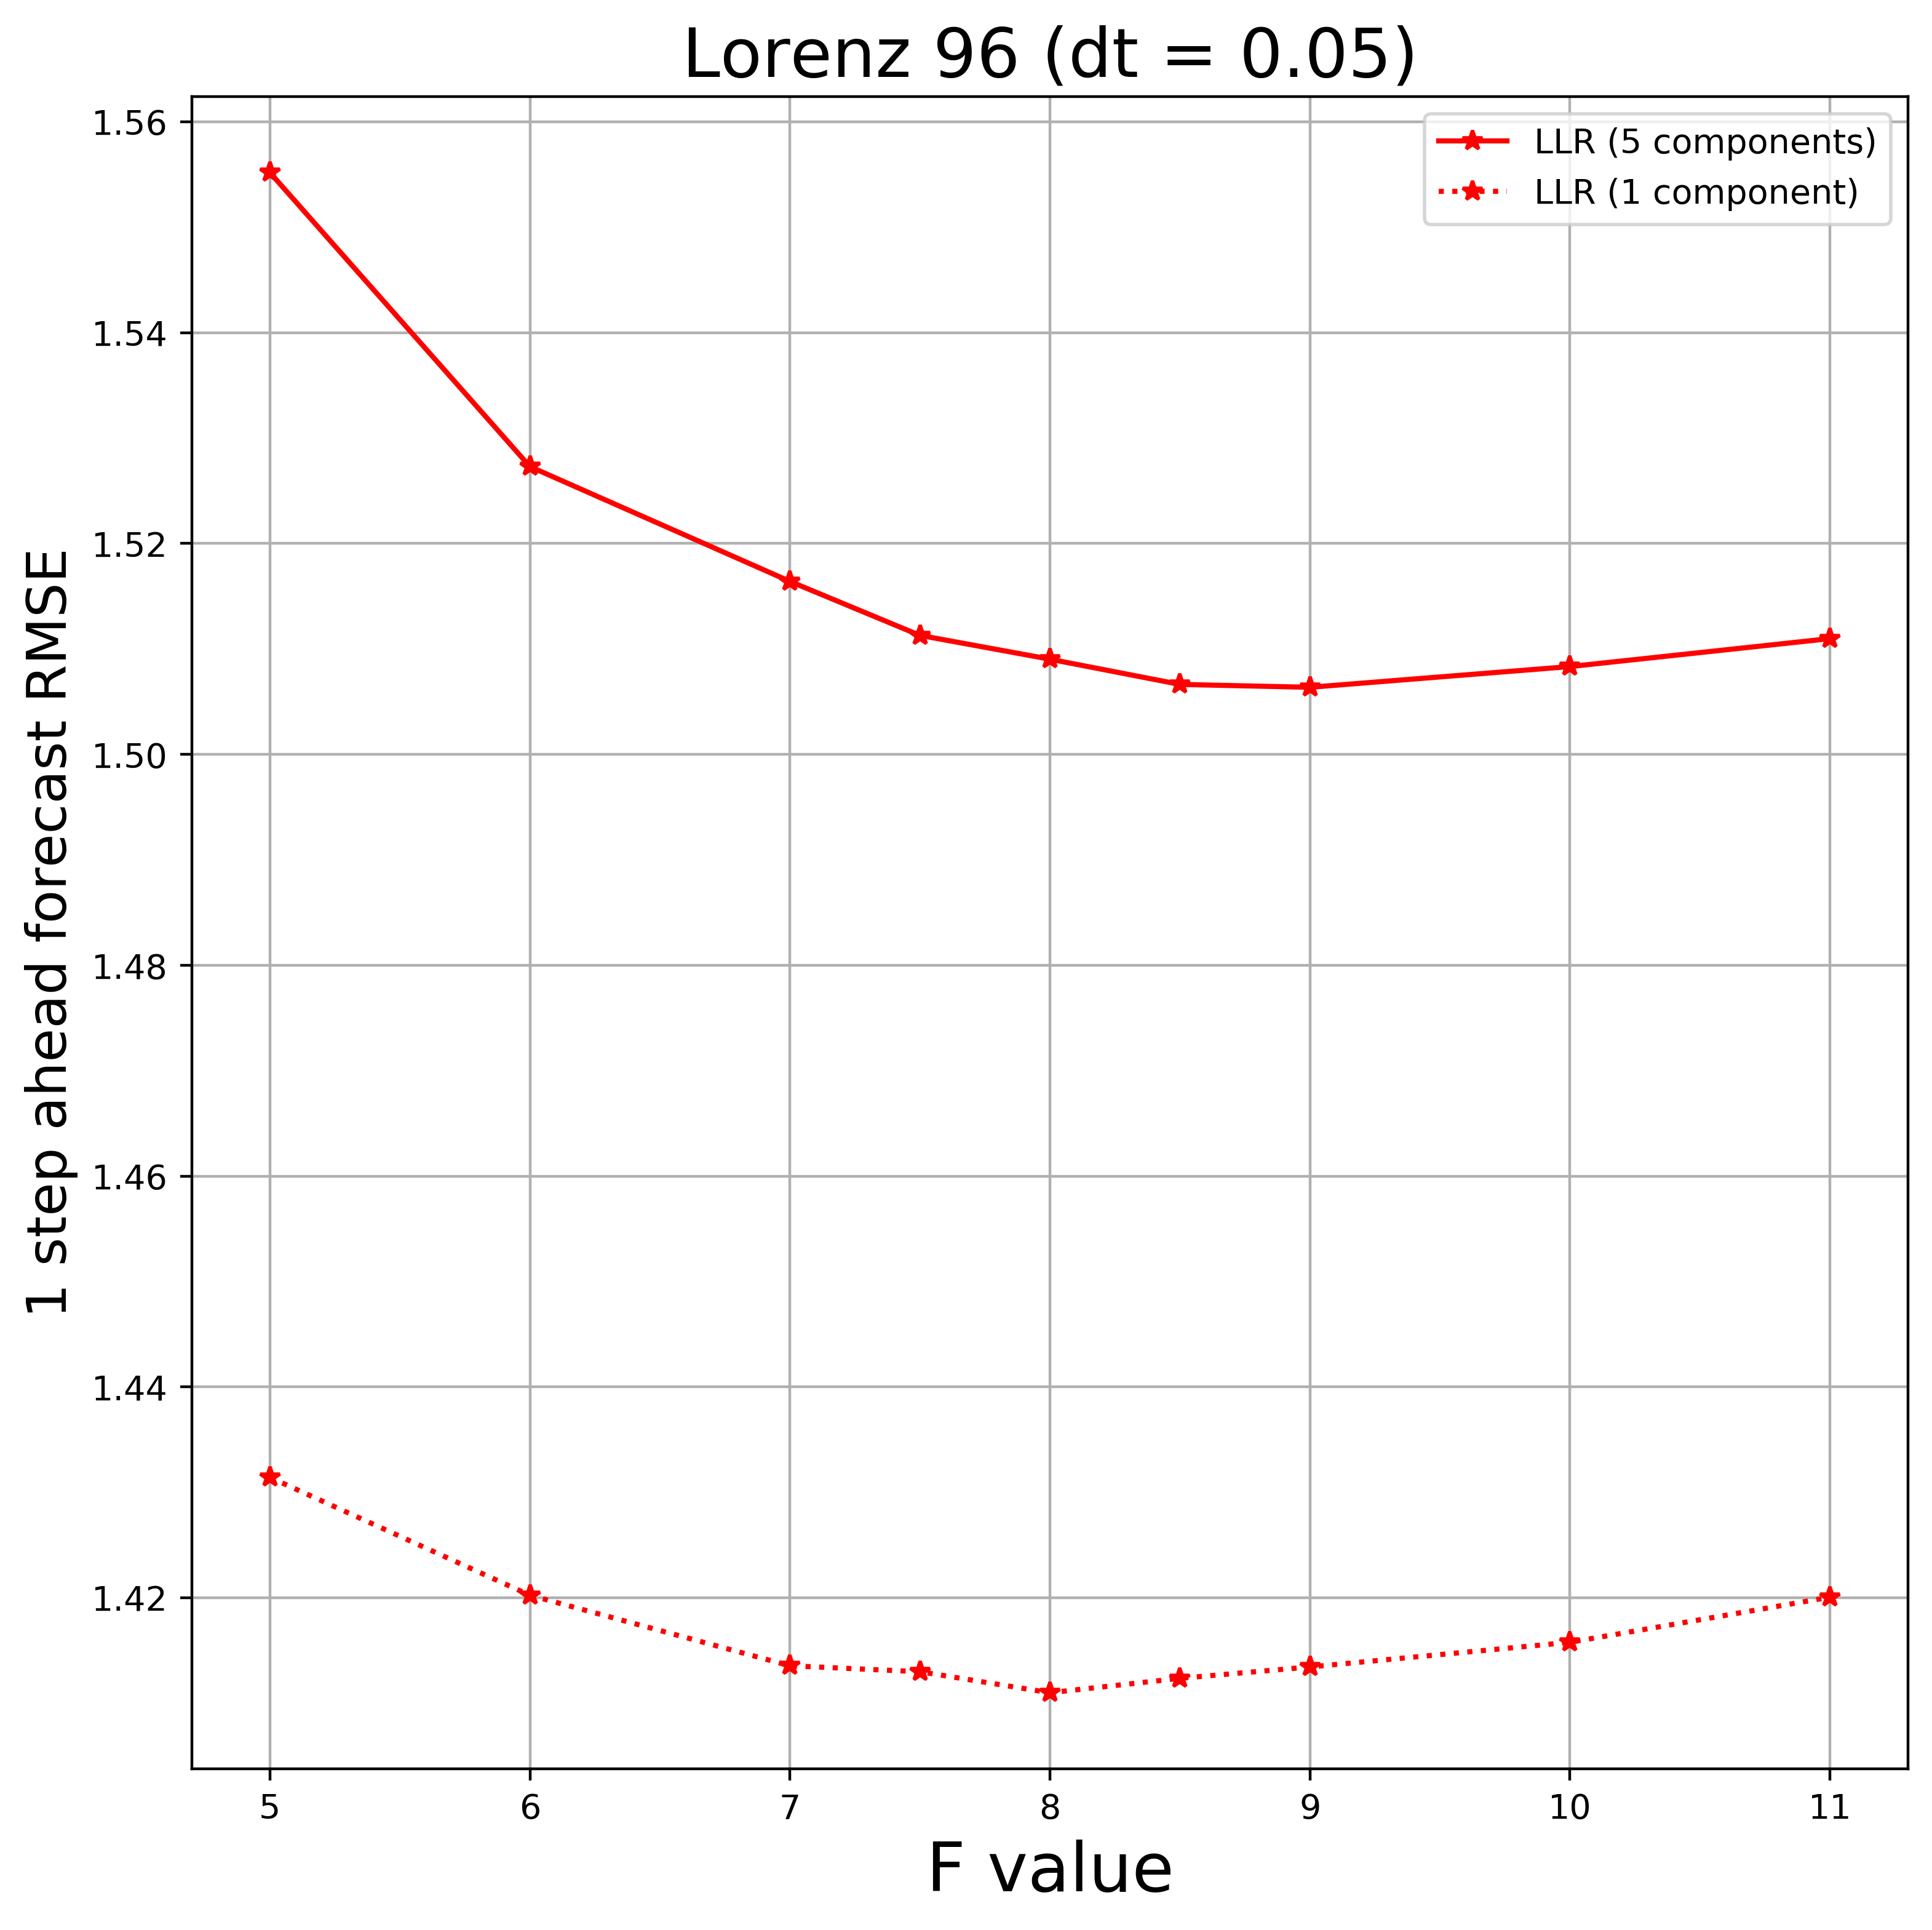 Lorenz 96 (dt = 0.05)
LLR (5 components)
LLR (1 component)
1 step ahead forecast RMSE
1.56
1.54
1.52
1.50
1.48
1.46
1.44
1.42
5 6 7 8 9 10 11
F value